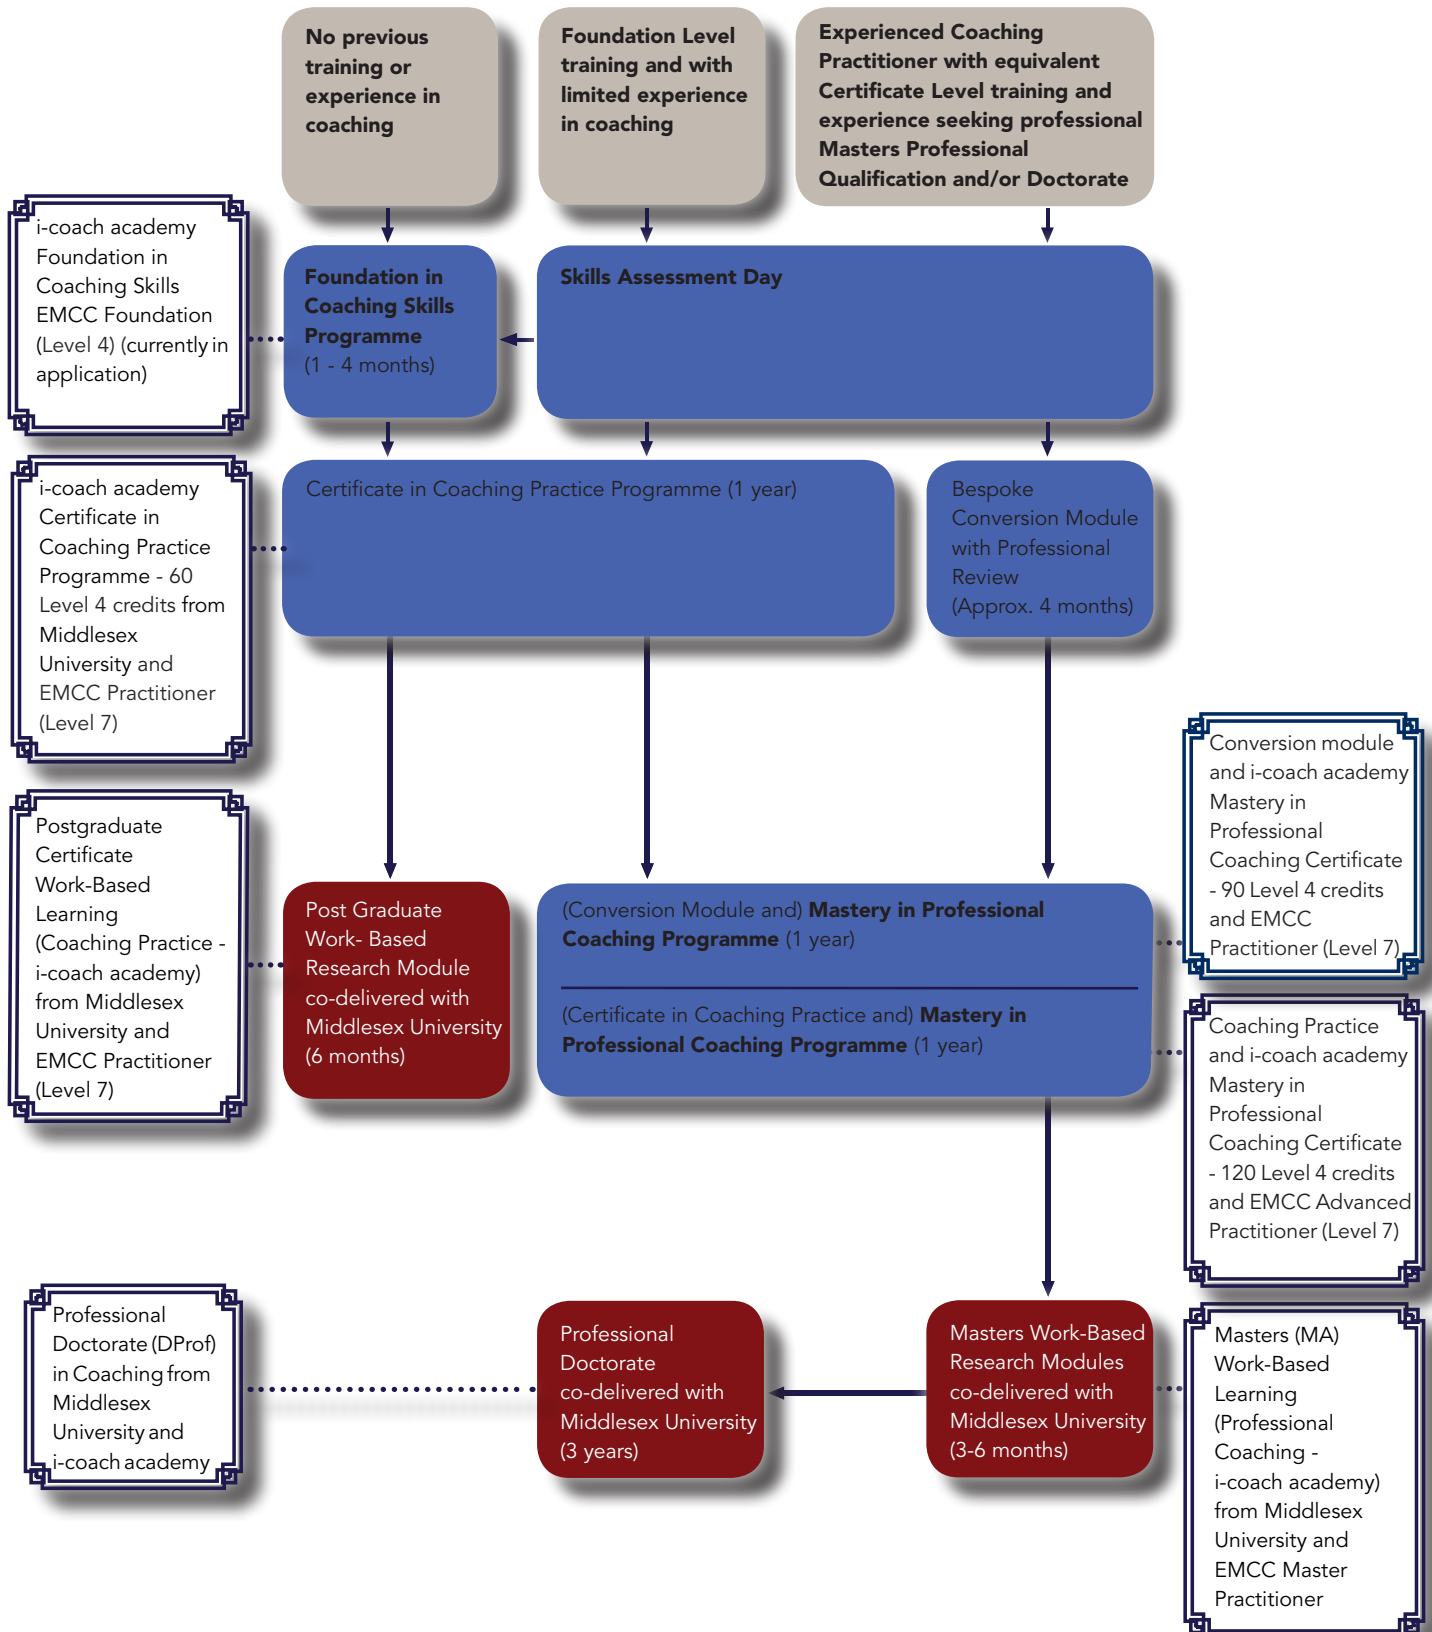 No previous
training or
experience in
coaching
Foundation Level
training and with
limited experience
in coaching
Experienced Coaching
Practitioner with equivalent
Certificate Level training and
experience seeking professional
Masters Professional
Qualification and/or Doctorate
i-coach academy
Foundation in
Coaching Skills
EMCC Foundation
(Level 4) (currently in
application)
Foundation in
Coaching Skills
Programme
(1 - 4 months)
Skills Assessment Day
i-coach academy
Certificate in
Coaching Practice
Programme - 60
Level 4 credits from
Middlesex
University and
EMCC Practitioner
(Level 7)
Certificate in Coaching Practice Programme (1 year)
Bespoke
Conversion Module
with Professional
Review
(Approx. 4 months)
Conversion module
and i-coach academy
Mastery in
Professional
Coaching Certificate
- 90 Level 4 credits
and EMCC
Practitioner (Level 7)
Postgraduate
Certificate
Work-Based
Learning
(Coaching Practice -
i-coach academy)
from Middlesex
University and
EMCC Practitioner
(Level 7)
Post Graduate
Work- Based
Research Module
co-delivered with
Middlesex University
(6 months)
(Conversion Module and) Mastery in Professional
Coaching Programme (1 year)
(Certificate in Coaching Practice and) Mastery in
Professional Coaching Programme (1 year)
Coaching Practice
and i-coach academy
Mastery in
Professional
Coaching Certificate
- 120 Level 4 credits
and EMCC Advanced
Practitioner (Level 7)
Professional
Doctorate (DProf)
in Coaching from
Middlesex
University and
i-coach academy
Professional
Doctorate
co-delivered with
Middlesex University
(3 years)
Masters Work-Based
Research Modules
co-delivered with
Middlesex University
(3-6 months)
Masters (MA)
Work-Based
Learning
(Professional
Coaching -
i-coach academy)
from Middlesex
University and
EMCC Master
Practitioner